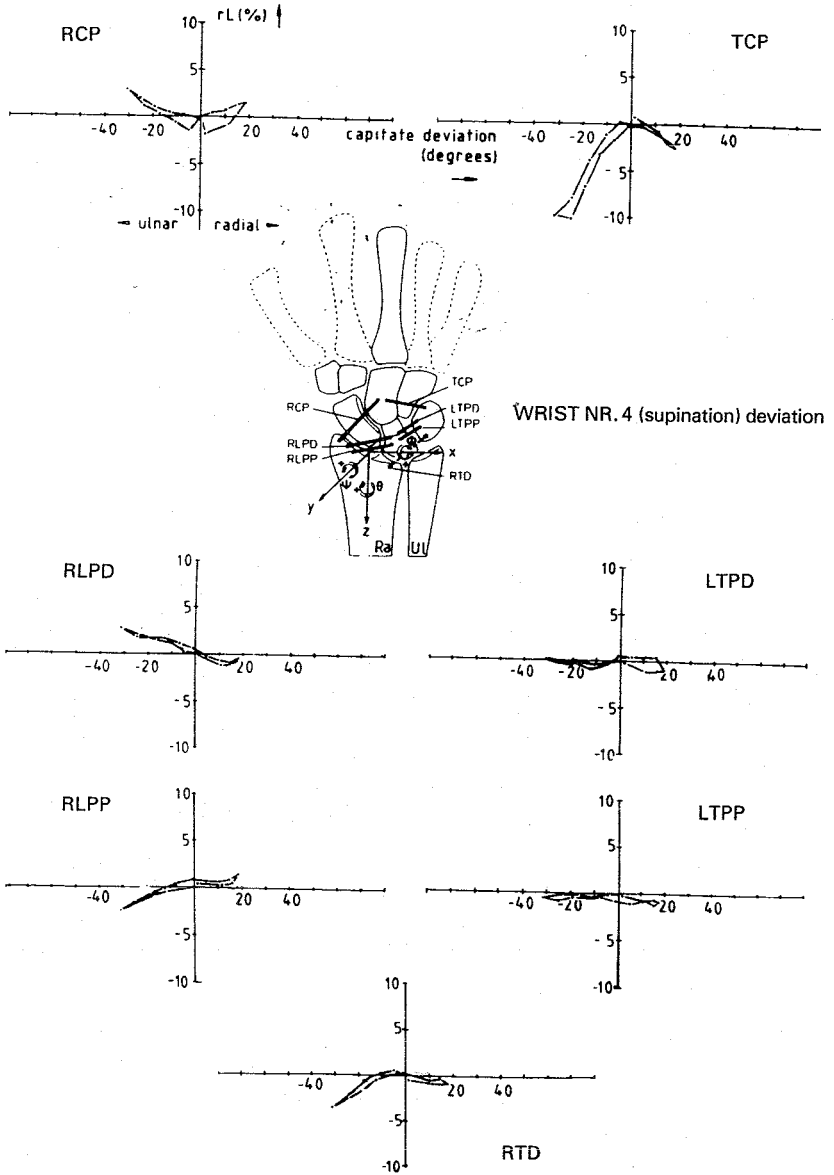 RCP
rL (%)
10
5
-40 -20 20
capitate deviation
(degrees)
-5
-10
ulnar radial
TCP
10
5
-40 -20 20 40
-5
-10
RCP
TCP
LTPD
LTPP
RLPD
RLPP
x
RTD
y
ψ
θ
z
Ra
Ul
WRIST NR. 4 (supination) deviation
RLPD
10
5
-40 -20 20 40
-5
-10
LTPD
10
5
-40 -20 20 40
-5
-10
RLPP
10
5
-40 20 40
-5
-10
LTPP
10
5
-40 -20 20 40
-5
-10
10
5
-40 20 40
-5
-10
RTD